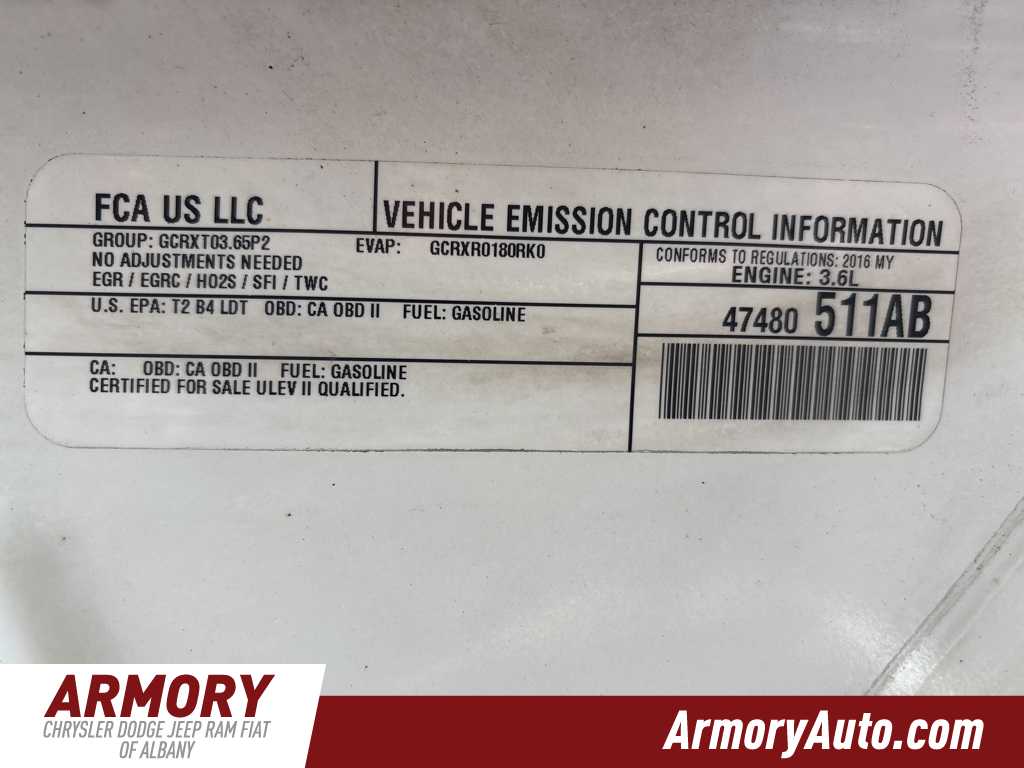 FCA US LLC
VEHICLE EMISSION CONTROL INFORMATION
GROUP: GCRXT03.65P2 EVAP: GCRXR0180RK0
NO ADJUSTMENTS NEEDED
EGR / EGRC / HO2S / SFI / TWC
CONFORMS TO REGULATIONS: 2016 MY
ENGINE: 3.6L
U.S. EPA: T2 B4 LDT OBD: CA OBD II FUEL: GASOLINE
47480 511AB
CA: OBD: CA OBD II FUEL: GASOLINE
CERTIFIED FOR SALE ULEV II QUALIFIED.
ARMORY
CHRYSLER DODGE JEEP RAM FIAT
OF ALBANY
ArmoryAuto.com